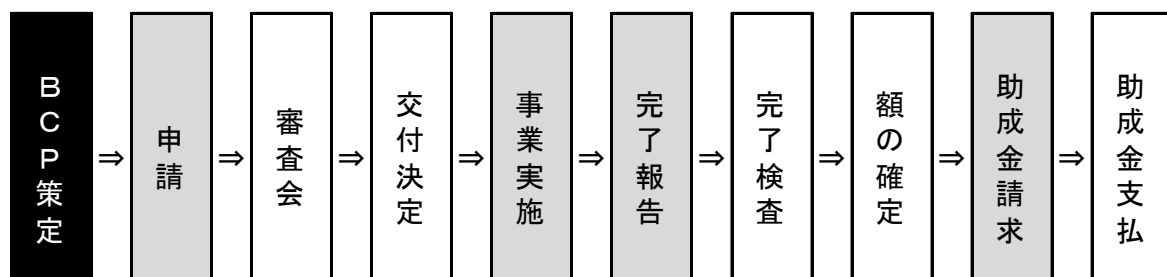 BCP策定
⇒
申請
⇒
審査会
⇒
交付決定
⇒
事業実施
⇒
完了報告
⇒
完了検査
⇒
額の確定
⇒
助成金請求
⇒
助成金支払